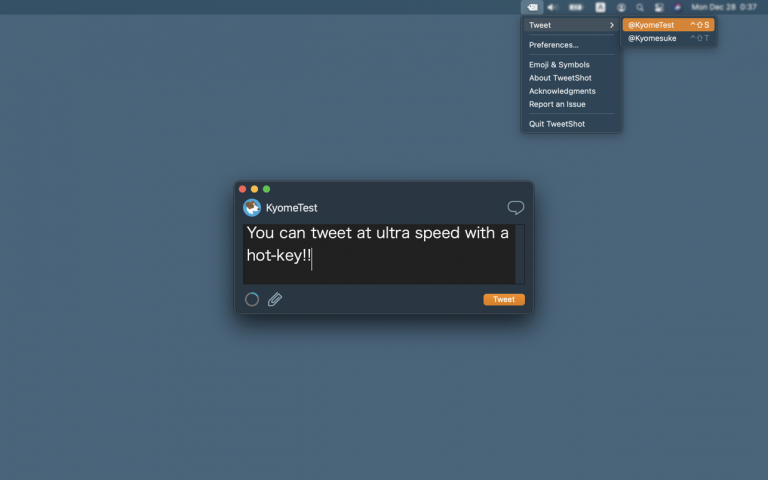 A
Mon Dec 28 0:37
Tweet
@KyomeTest ^⇧S
@Kyomesuke ^⇧T
Preferences...
Emoji & Symbols
About TweetShot
Acknowledgments
Report an Issue
Quit TweetShot
KyomeTest
You can tweet at ultra speed with a
hot-key!!
Tweet